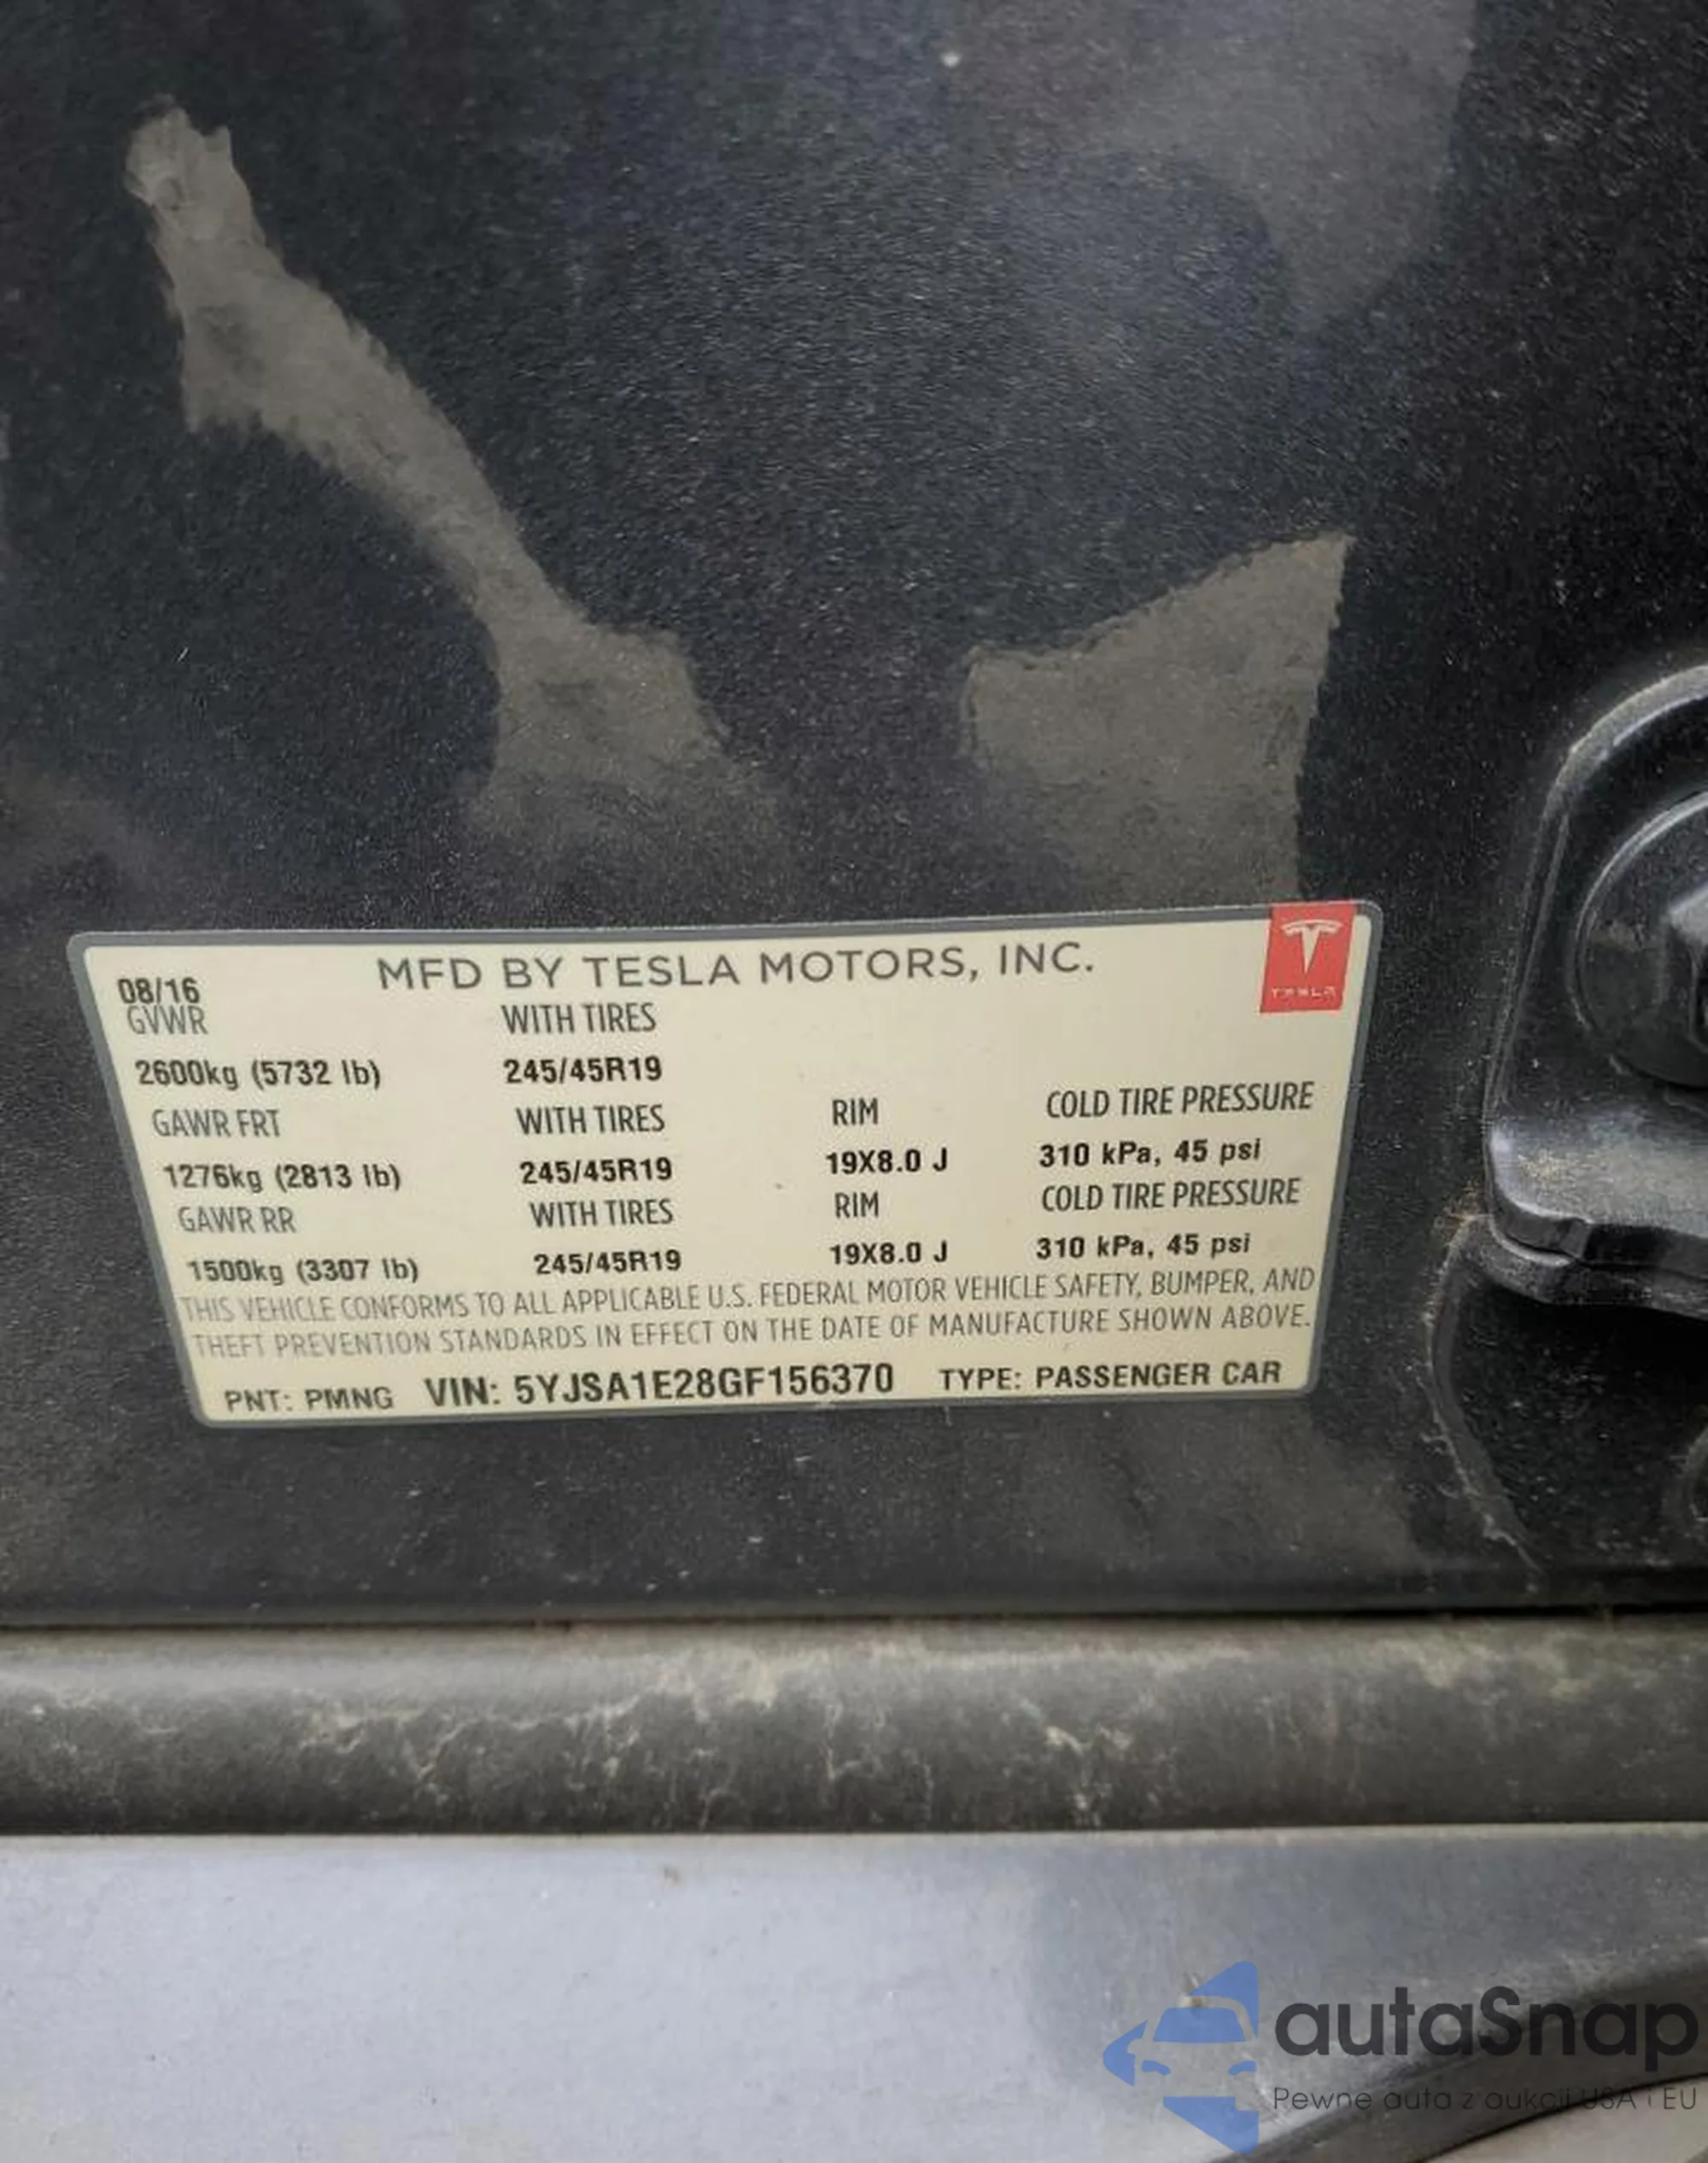 08/16 MFD BY TESLA MOTORS, INC. TESLA
GVWR WITH TIRES
2600kg (5732 lb) 245/45R19
GAWR FRT WITH TIRES RIM COLD TIRE PRESSURE
1276kg (2813 lb) 245/45R19 19X8.0 J 310 kPa, 45 psi
GAWR RR WITH TIRES RIM COLD TIRE PRESSURE
1500kg (3307 lb) 245/45R19 19X8.0 J 310 kPa, 45 psi
THIS VEHICLE CONFORMS TO ALL APPLICABLE U.S. FEDERAL MOTOR VEHICLE SAFETY, BUMPER, AND
THEFT PREVENTION STANDARDS IN EFFECT ON THE DATE OF MANUFACTURE SHOWN ABOVE.
PNT: PMNG VIN: 5YJSA1E28GF156370 TYPE: PASSENGER CAR
autaSnap
Pewne auta z aukcji USA i EU